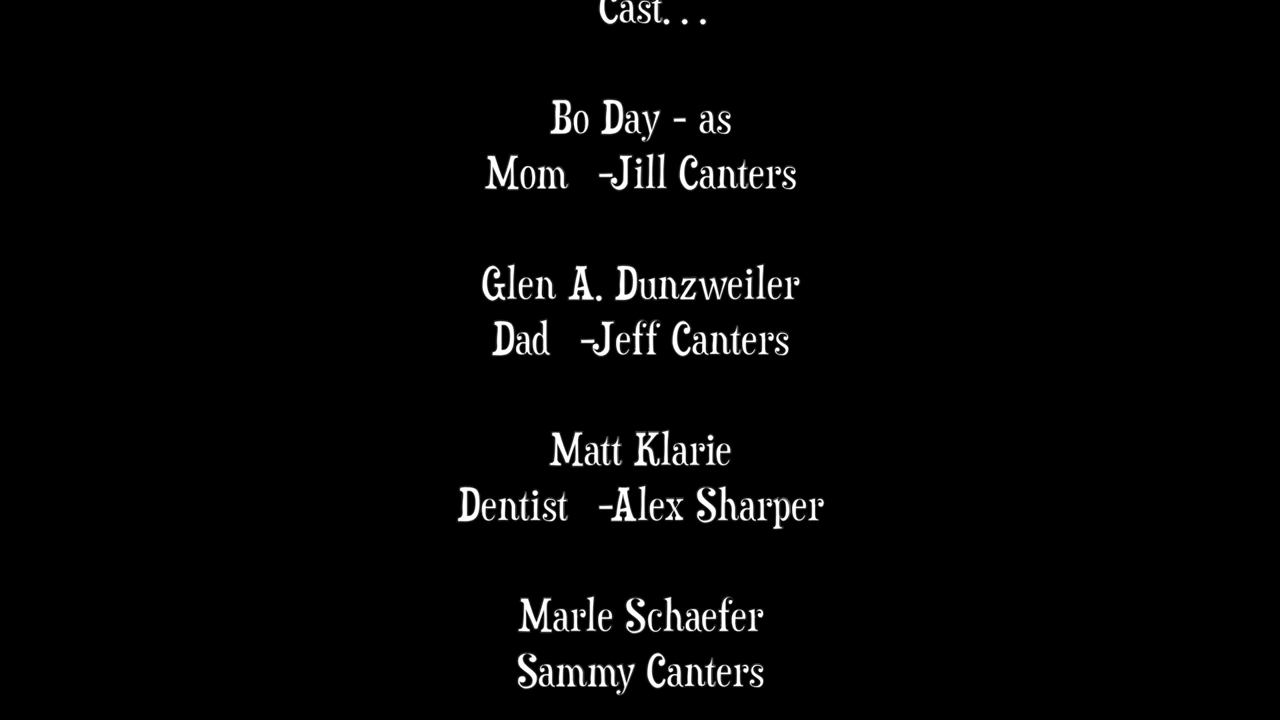 Cast. . .
Bo Day - as
Mom -Jill Canters
Glen A. Dunzweiler
Dad -Jeff Canters
Matt Klarie
Dentist -Alex Sharper
Marle Schaefer
Sammy Canters